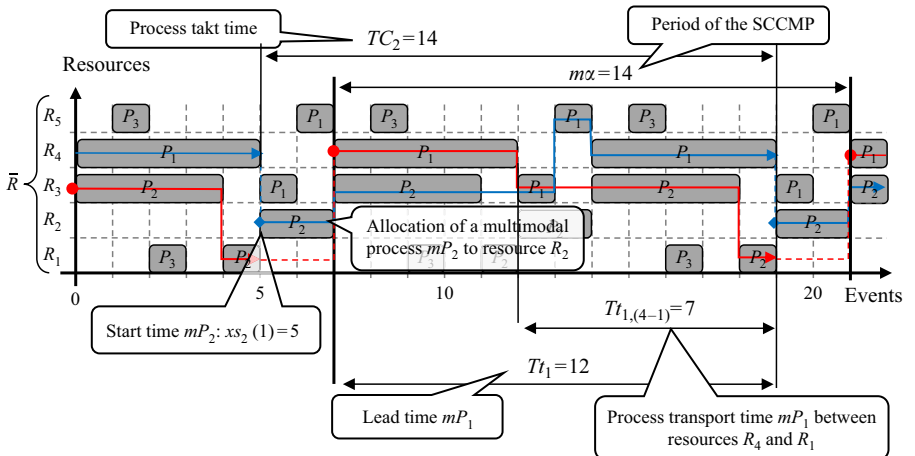 Process takt time
Period of the SCCMP
TC₂ = 14
Resources
mα = 14
R̄
R₅ P₃ P₁ P₃ P₁ P₃ P₁
R₄ P₁ P₁ P₁
R₃ P₂ P₁ P₂ P₁ P₂ P₁ P₂
R₂ P₂ P₂ P₂
R₁ P₃ P₂ P₃ P₂ P₃ P₂
Allocation of a multimodal
process mP₂ to resource R₂
0 5 10 20 Events
Start time mP₂: xs₂ (1) = 5
Tt₁,₍₄₋₁₎ = 7
Tt₁ = 12
Lead time mP₁
Process transport time mP₁ between
resources R₄ and R₁